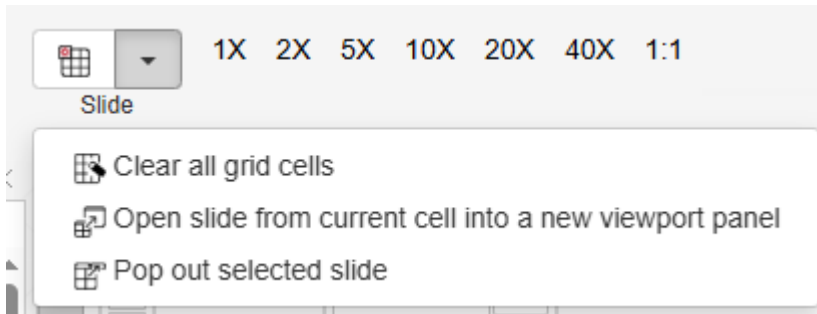 1X 2X 5X 10X 20X 40X 1:1
Slide
Clear all grid cells
Open slide from current cell into a new viewport panel
Pop out selected slide